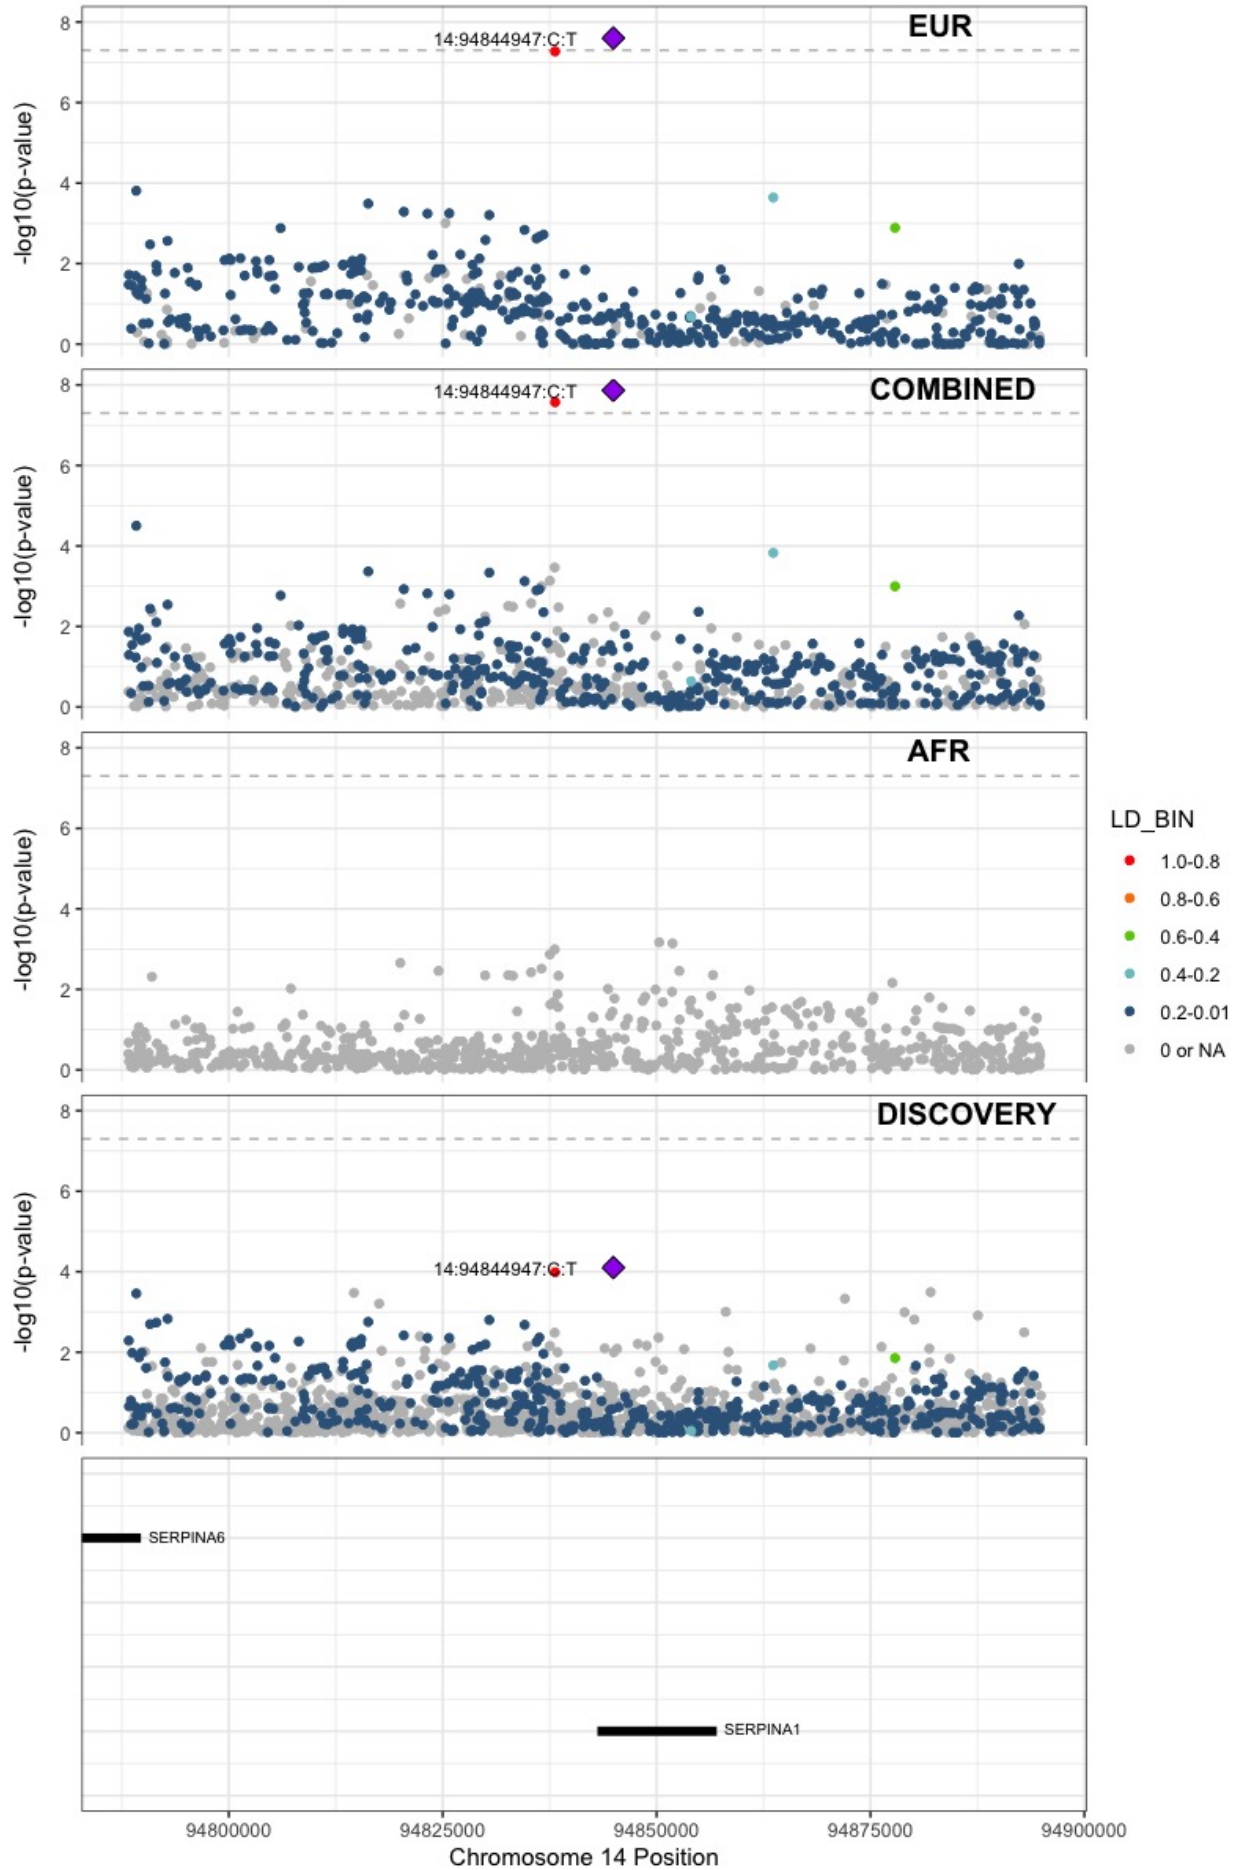 EUR
14:94844947:C:T
8
6
4
2
0
-log10(p-value)
COMBINED
14:94844947:C:T
8
6
4
2
0
-log10(p-value)
AFR
8
6
4
2
0
-log10(p-value)
DISCOVERY
14:94844947:C:T
8
6
4
2
0
-log10(p-value)
LD_BIN
1.0-0.8
0.8-0.6
0.6-0.4
0.4-0.2
0.2-0.01
0 or NA
SERPINA6
SERPINA1
94800000 94825000 94850000 94875000 94900000
Chromosome 14 Position